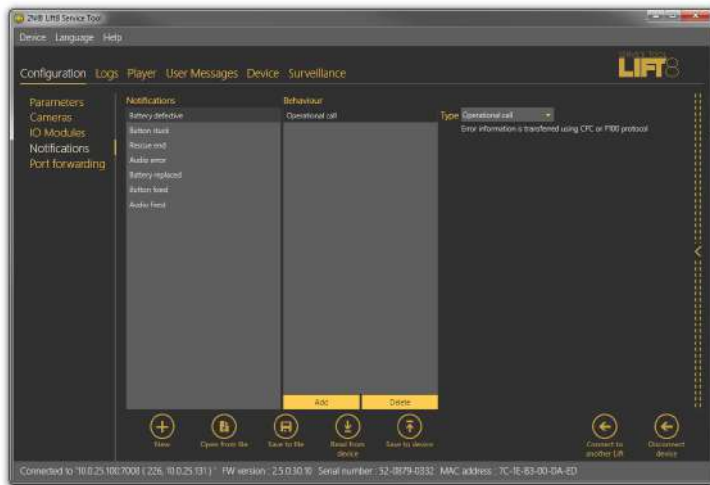 2N® Lift8 Service Tool
Device Language Help
Configuration Logs Player User Messages Device Surveillance
SERVICE TOOL
LIFT8
Parameters
Cameras
IO Modules
Notifications
Port forwarding
Notifications
Battery defective
Button stuck
Rescue end
Audio error
Battery replaced
Button fixed
Audio fixed
Behaviour
Operational call
Type Operational call
Error information is transferred using CPC or P100 protocol
Add Delete
New
Open from file
Save to file
Read from
device
Save to device
Connect to
another Lift
Disconnect
device
Connected to '10.0.25.100:7008 ( 226, 10.0.25.131 ) ' FW version : 2.5.0.30.10 Serial number : 52-0879-0332 MAC address : 7C-1E-B3-00-DA-ED